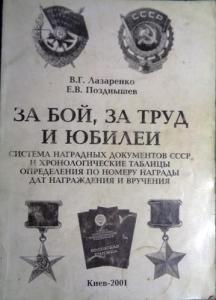 В.Г. Лазаренко
Е.В. Позднышев
ЗА БОЙ, ЗА ТРУД
И ЮБИЛЕИ
СИСТЕМА НАГРАДНЫХ ДОКУМЕНТОВ СССР
И ХРОНОЛОГИЧЕСКИЕ ТАБЛИЦЫ
ОПРЕДЕЛЕНИЯ ПО НОМЕРУ НАГРАДЫ
ДАТ НАГРАЖДЕНИЯ И ВРУЧЕНИЯ
Киев-2001